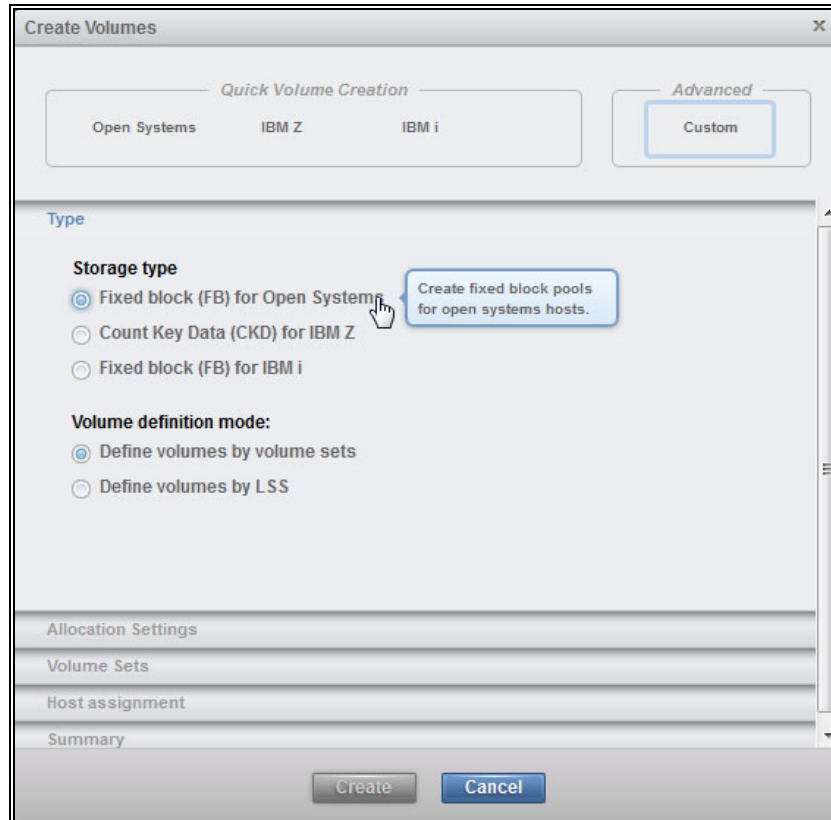 Create Volumes
x
Quick Volume Creation
Advanced
Open Systems IBM Z IBM i
Custom
Type
Storage type
Fixed block (FB) for Open Systems
Create fixed block pools
for open systems hosts.
Count Key Data (CKD) for IBM Z
Fixed block (FB) for IBM i
Volume definition mode:
Define volumes by volume sets
Define volumes by LSS
Allocation Settings
Volume Sets
Host assignment
Summary
Create Cancel